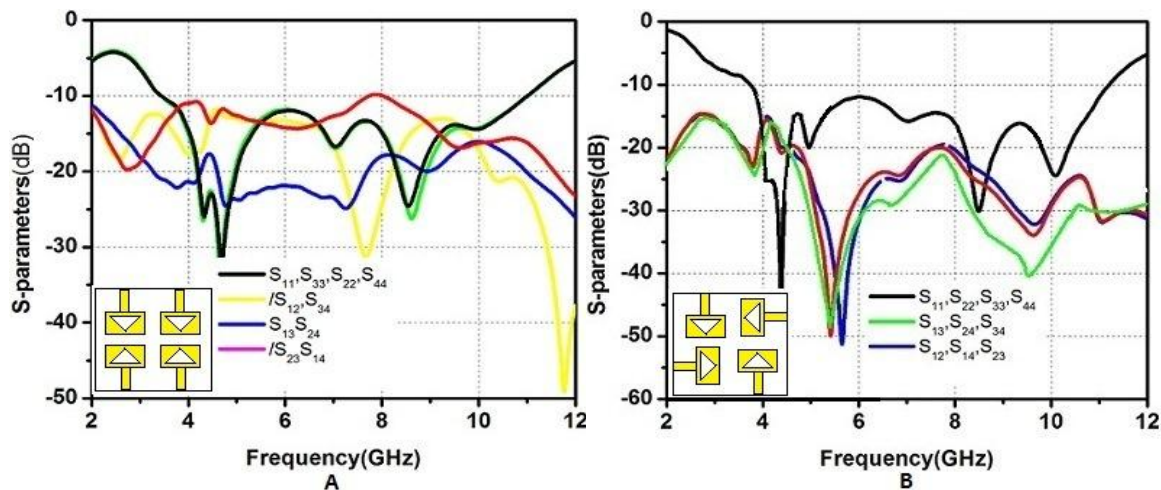 0
-10
-20
-30
-40
-50
S-parameters(dB)
S11,S33,S22,S44
/S12,S34
S13S24
/S23S14
2 4 6 8 10 12
Frequency(GHz)
A
0
-10
-20
-30
-40
-50
-60
S-parameters(dB)
S11,S22,S33,S44
S13,S24,S34
S12,S14,S23
2 4 6 8 10 12
Frequency(GHz)
B